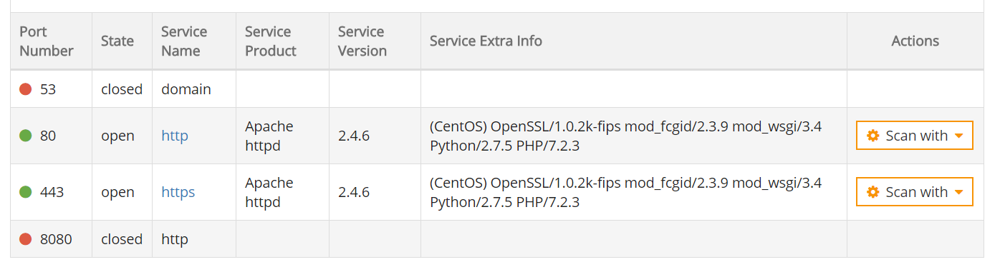 Port Number State Service Name Service Product Service Version Service Extra Info Actions
53 closed domain
80 open http Apache httpd 2.4.6 (CentOS) OpenSSL/1.0.2k-fips mod_fcgid/2.3.9 mod_wsgi/3.4 Python/2.7.5 PHP/7.2.3 Scan with
443 open https Apache httpd 2.4.6 (CentOS) OpenSSL/1.0.2k-fips mod_fcgid/2.3.9 mod_wsgi/3.4 Python/2.7.5 PHP/7.2.3 Scan with
8080 closed http